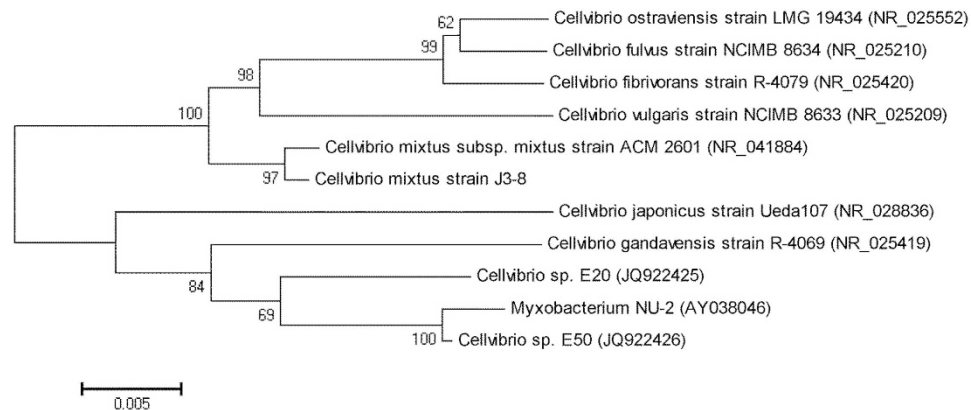 62
Cellvibrio ostraviensis strain LMG 19434 (NR_025552)
99
Cellvibrio fulvus strain NCIMB 8634 (NR_025210)
98
Cellvibrio fibrivorans strain R-4079 (NR_025420)
100
Cellvibrio vulgaris strain NCIMB 8633 (NR_025209)
Cellvibrio mixtus subsp. mixtus strain ACM 2601 (NR_041884)
97
Cellvibrio mixtus strain J3-8
Cellvibrio japonicus strain Ueda107 (NR_028836)
Cellvibrio gandavensis strain R-4069 (NR_025419)
84
Cellvibrio sp. E20 (JQ922425)
69
Myxobacterium NU-2 (AY038046)
100
Cellvibrio sp. E50 (JQ922426)
0.005